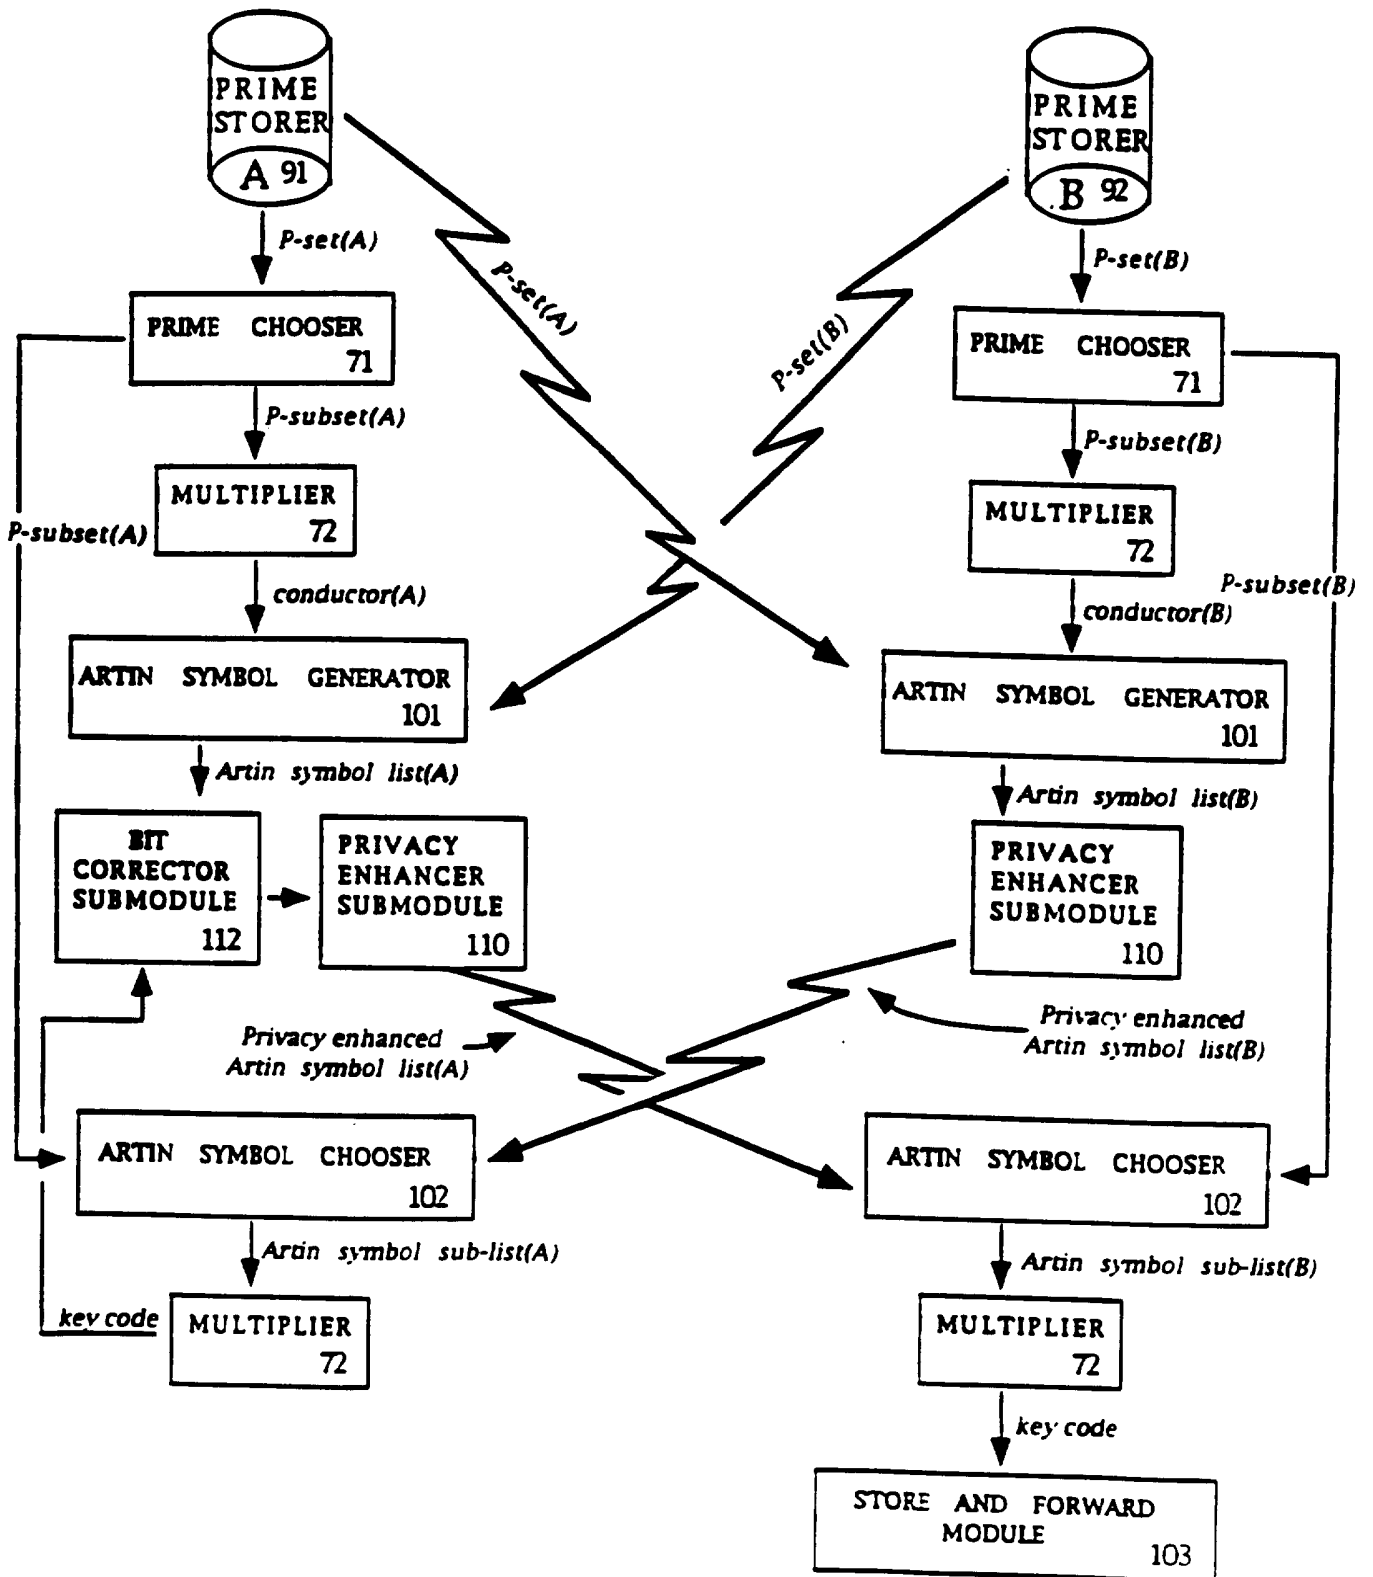 PRIME
STORER
A 91
P-set(A)
PRIME CHOOSER
71
P-subset(A)
MULTIPLIER
72
P-subset(A)
conductor(A)
ARTIN SYMBOL GENERATOR
101
Artin symbol list(A)
BIT
CORRECTOR
SUBMODULE
112
PRIVACY
ENHANCER
SUBMODULE
110
Privacy enhanced
Artin symbol list(A)
ARTIN SYMBOL CHOOSER
102
Artin symbol sub-list(A)
key code
MULTIPLIER
72
P-set(A)
P-set(B)
PRIME
STORER
B 92
P-set(B)
PRIME CHOOSER
71
P-subset(B)
MULTIPLIER
72
P-subset(B)
conductor(B)
ARTIN SYMBOL GENERATOR
101
Artin symbol list(B)
PRIVACY
ENHANCER
SUBMODULE
110
Privacy enhanced
Artin symbol list(B)
ARTIN SYMBOL CHOOSER
102
Artin symbol sub-list(B)
MULTIPLIER
72
key code
STORE AND FORWARD
MODULE
103